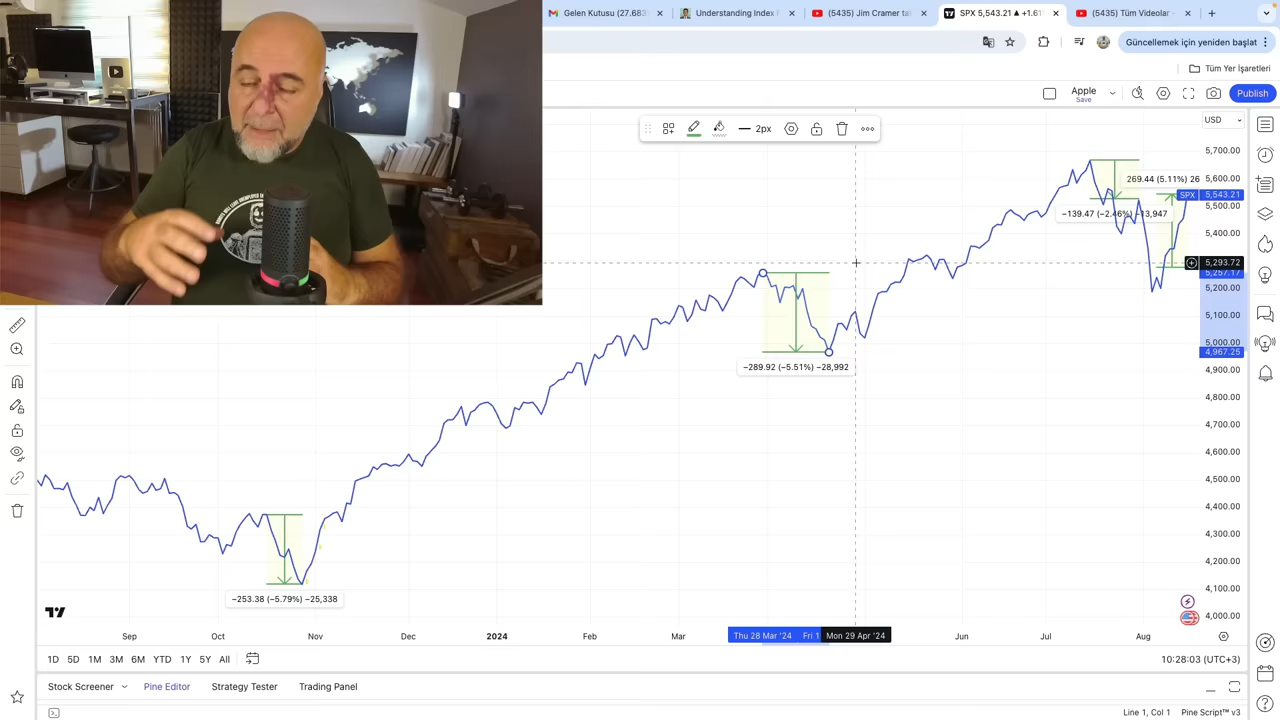 Gelen Kutusu (27.628
Understanding Index F
(5435) Jim Cramer ta
SPX 5,543.21 ▲ +1.61
(5435) Tüm Videolar -
Güncellemek için yeniden başlat
Tüm Yer İşaretleri
Apple
Save
Publish
2px
USD
5,700.00
269.44 (5.11%) 26
5,600.00
SPX 5,543.21
5,500.00
−139.47 (−2.46%) −13,947
5,400.00
5,293.72
5,257.17
5,200.00
5,100.00
5,000.00
4,967.25
−289.92 (−5.51%) −28,992
4,900.00
4,800.00
4,700.00
4,600.00
4,500.00
4,400.00
4,300.00
4,200.00
4,100.00
−253.38 (−5.79%) −25,338
4,000.00
Sep Oct Nov Dec 2024 Feb Mar Thu 28 Mar '24 Fri 1 Mon 29 Apr '24 Jun Jul Aug
1D 5D 1M 3M 6M YTD 1Y 5Y All
10:28:03 (UTC+3)
Stock Screener Pine Editor Strategy Tester Trading Panel
Line 1, Col 1 Pine Script™ v3